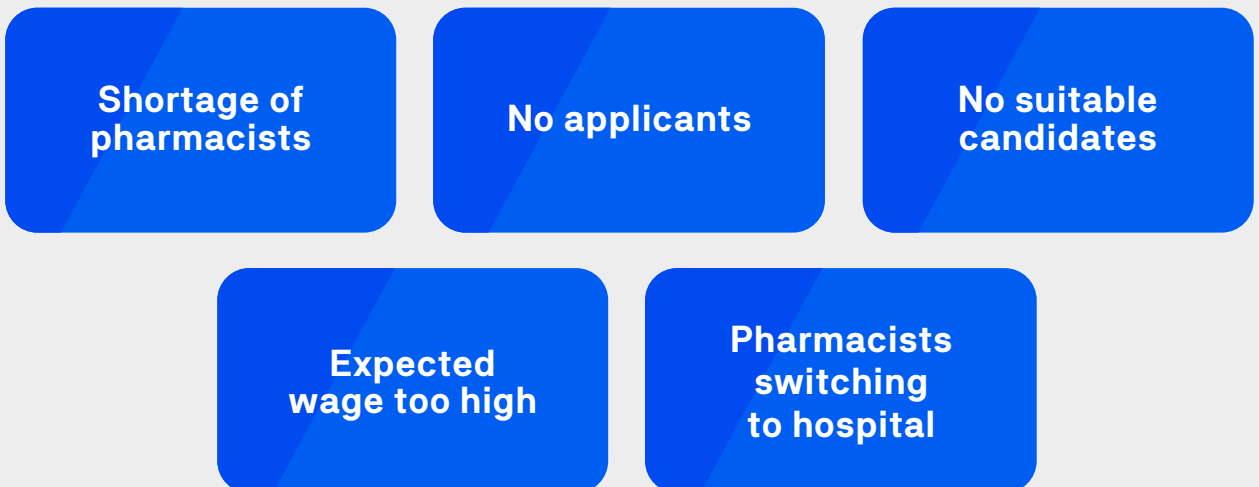 Shortage of
pharmacists
No applicants
No suitable
candidates
Expected
wage too high
Pharmacists
switching
to hospital